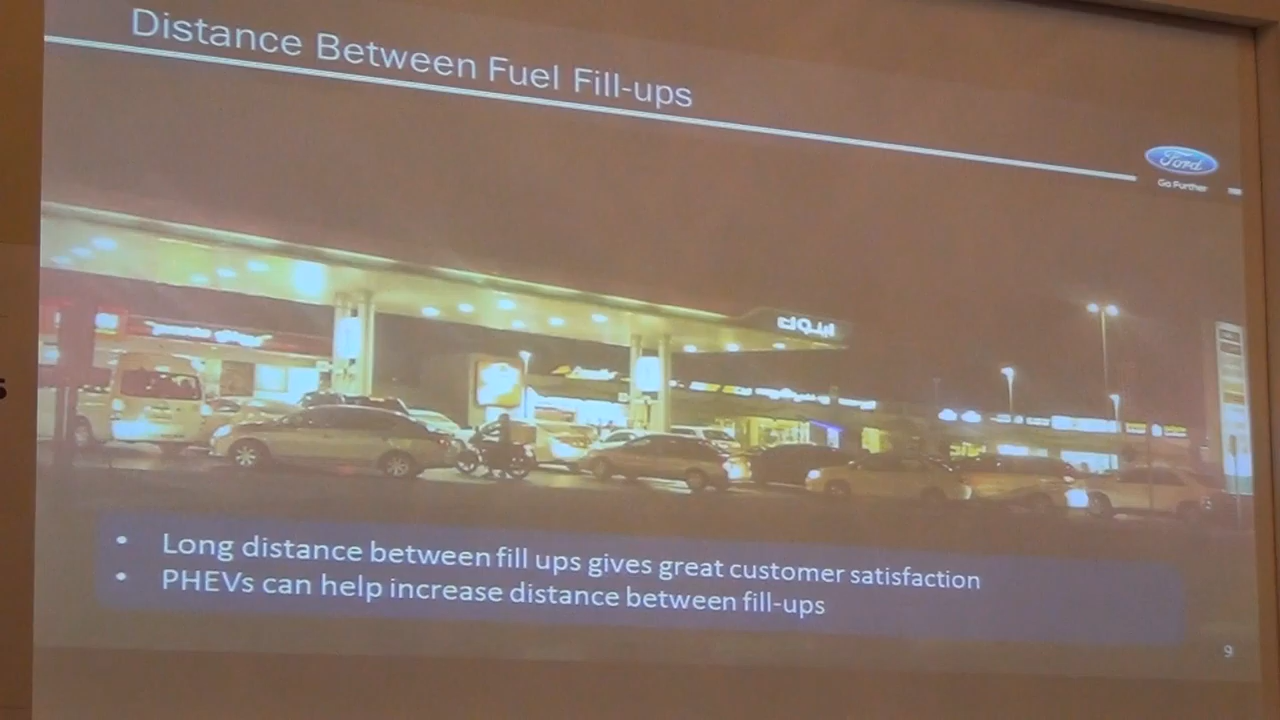 Distance Between Fuel Fill-ups
Ford
Go Further
اينوك
• Long distance between fill ups gives great customer satisfaction
• PHEVs can help increase distance between fill-ups
9